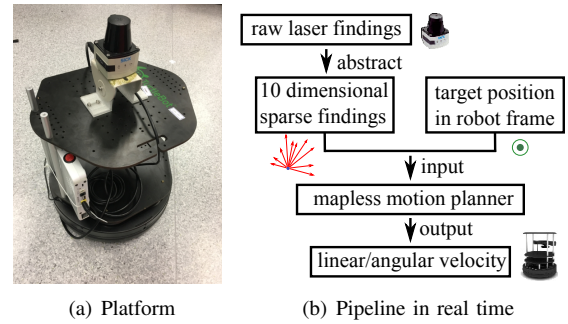 raw laser findings
abstract
10 dimensional
sparse findings
target position
in robot frame
input
mapless motion planner
output
linear/angular velocity
(a) Platform
(b) Pipeline in real time